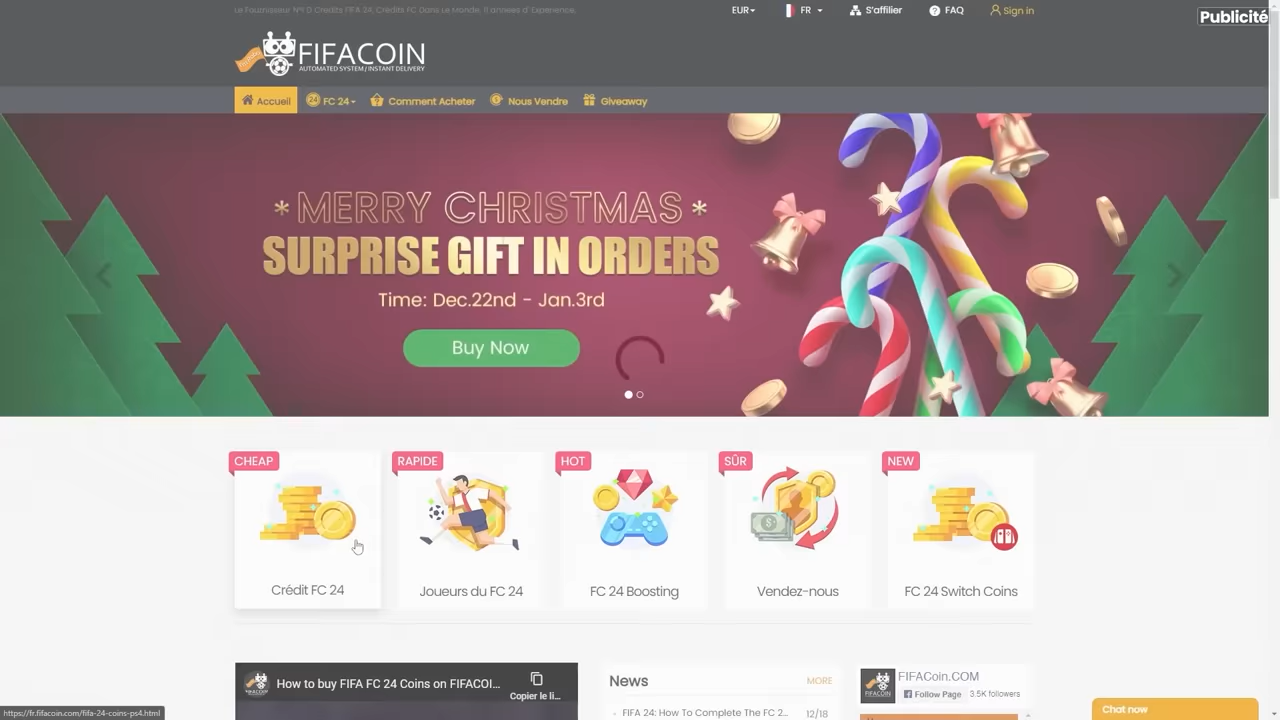 Le Fournisseur N°1 D Credits FIFA 24, Crédits FC Dans Le Monde, 11 annees d' Experience,
EUR
FR
S'affilier
FAQ
Sign in
Publicité
FIFACOIN
AUTOMATED SYSTEM/INSTANT DELIVERY
Accueil
FC 24
Comment Acheter
Nous Vendre
Giveaway
* MERRY CHRISTMAS *
SURPRISE GIFT IN ORDERS
Time: Dec.22nd - Jan.3rd
Buy Now
CHEAP
RAPIDE
HOT
SÛR
NEW
Crédit FC 24
Joueurs du FC 24
FC 24 Boosting
Vendez-nous
FC 24 Switch Coins
How to buy FIFA FC 24 Coins on FIFACOI...
Copier le li...
News
MORE
FIFA 24: How To Complete The FC 2...
12/18
FIFACoin.COM
Follow Page
3.5K followers
Chat now
https://fr.fifacoin.com/fifa-24-coins-ps4.html